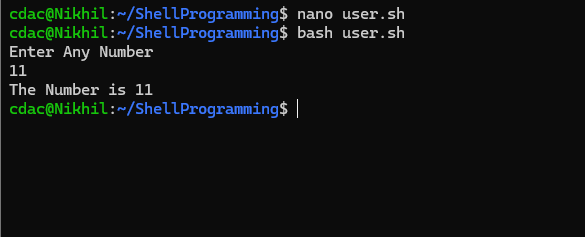 cdac@Nikhil:~/ShellProgramming$ nano user.sh
cdac@Nikhil:~/ShellProgramming$ bash user.sh
Enter Any Number
11
The Number is 11
cdac@Nikhil:~/ShellProgramming$